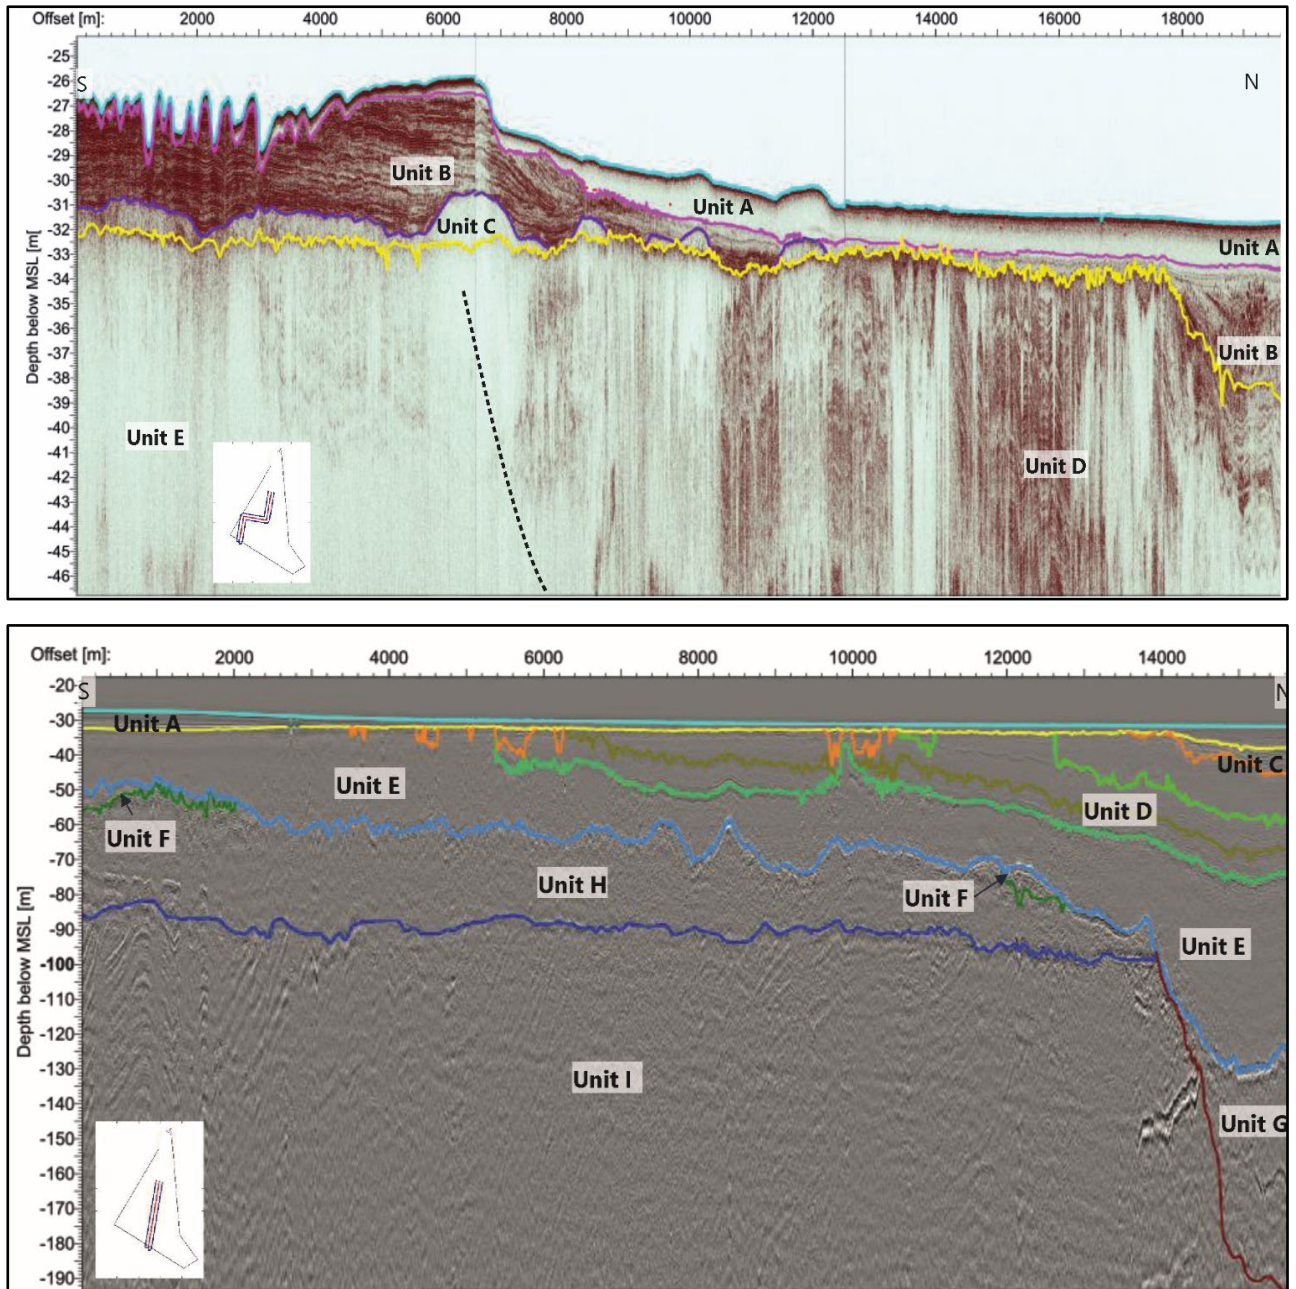 Offset [m]: 2000 4000 6000 8000 10000 12000 14000 16000 18000
-25
S
N
-26
-27
-28
-29
Unit B
-30
-31
Unit A
Unit C
-32
Unit A
-33
Depth below MSL [m[
-35
-36
-37
Unit B
-38
-39
-40
Unit E
-41
Unit D
-42
-43
-44
-45
-46
Offset [m]: 2000 4000 6000 8000 10000 12000 14000
-20
S
N
Unit A
-30
-40
Unit C
Unit E
-50
Unit D
Unit F
-60
-70
Unit H
-80
Unit F
-90
Unit E
-100
Depth below MSL [m]
-110
-120
-130
Unit I
-140
Unit G
-150
-160
-170
-180
-190